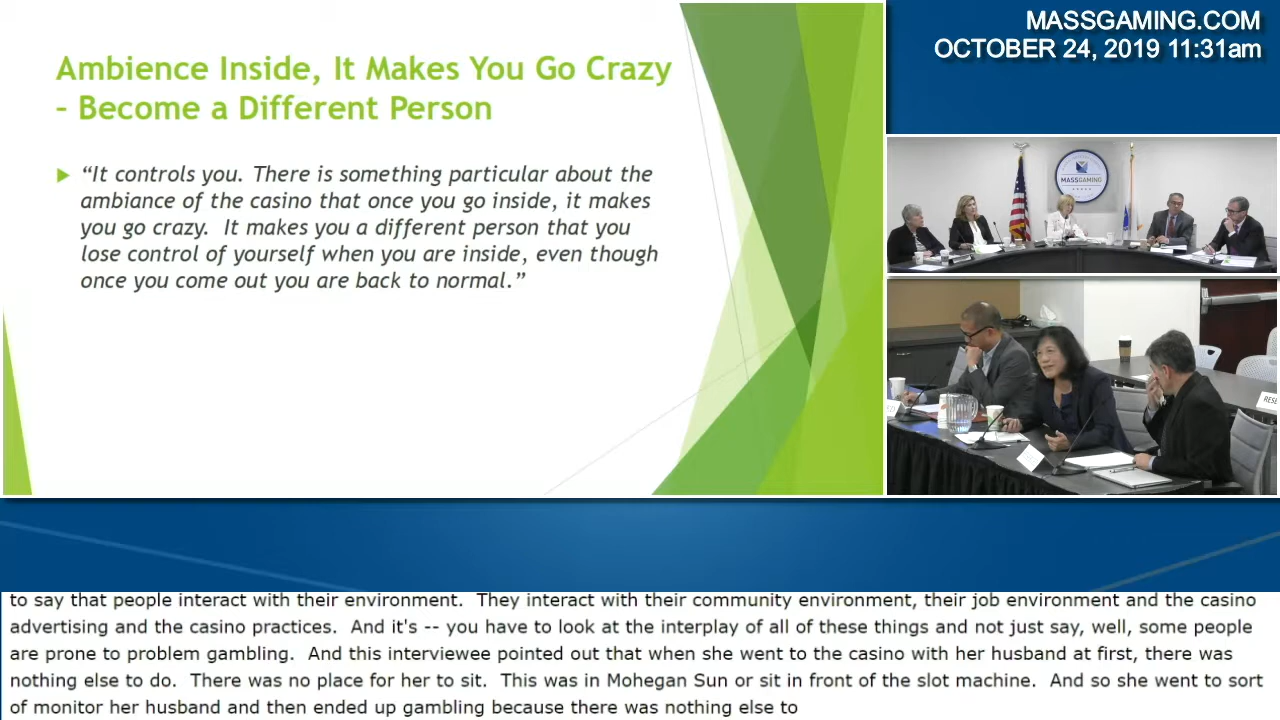 Ambience Inside, It Makes You Go Crazy
– Become a Different Person
“It controls you. There is something particular about the
ambiance of the casino that once you go inside, it makes
you go crazy. It makes you a different person that you
lose control of yourself when you are inside, even though
once you come out you are back to normal.”
MASSGAMING.COM
OCTOBER 24, 2019 11:31am
MASSGAMING
to say that people interact with their environment. They interact with their community environment, their job environment and the casino
advertising and the casino practices. And it's -- you have to look at the interplay of all of these things and not just say, well, some people
are prone to problem gambling. And this interviewee pointed out that when she went to the casino with her husband at first, there was
nothing else to do. There was no place for her to sit. This was in Mohegan Sun or sit in front of the slot machine. And so she went to sort
of monitor her husband and then ended up gambling because there was nothing else to